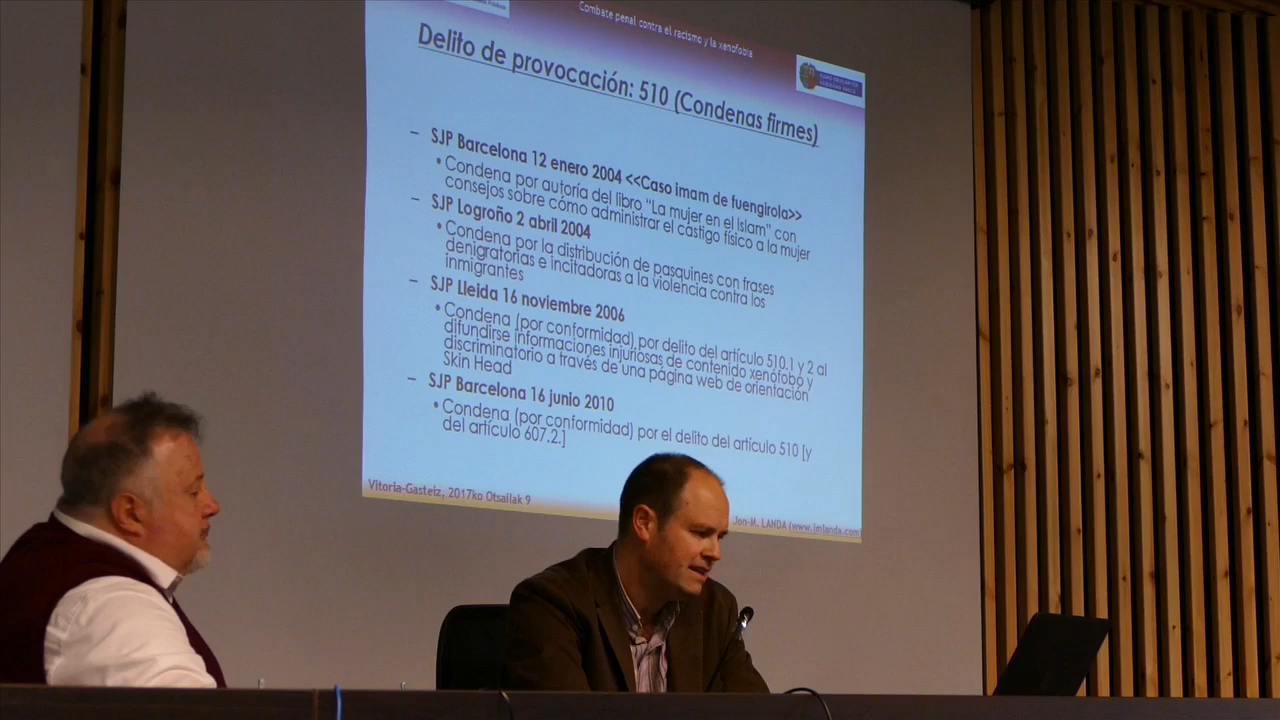 Combate penal contra el racismo y la xenofobia
Delito de provocación: 510 (Condenas firmes)
– SJP Barcelona 12 enero 2004 <<Caso imam de fuengirola>>
• Condena por autoría del libro “La mujer en el Islam” con
consejos sobre cómo administrar el castigo físico a la mujer
– SJP Logroño 2 abril 2004
• Condena por la distribución de pasquines con frases
denigratorias e incitadoras a la violencia contra los
inmigrantes
– SJP Lleida 16 noviembre 2006
• Condena (por conformidad) por delito del artículo 510.1 y 2 al
difundirse informaciones injuriosas de contenido xenófobo y
discriminatorio a través de una página web de orientación
Skin Head
– SJP Barcelona 16 junio 2010
• Condena (por conformidad) por el delito del artículo 510 [y
del artículo 607.2.]
Vitoria-Gasteiz, 2017ko Otsailak 9
Jon-M. LANDA (www.jmlanda.com